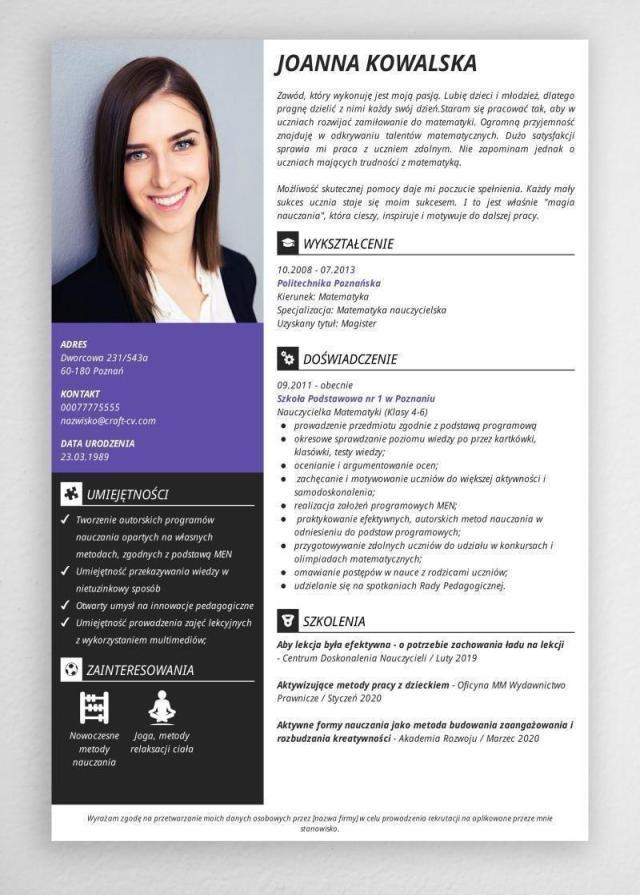 JOANNA KOWALSKA
Zawód, który wykonuję jest moją pasją. Lubię dzieci i młodzież, dlatego
pragnę dzielić z nimi każdy swój dzień.Staram się pracować tak, aby w
uczniach rozwijać zamiłowanie do matematyki. Ogromną przyjemność
znajduję w odkrywaniu talentów matematycznych. Dużo satysfakcji
sprawia mi praca z uczniem zdolnym. Nie zapominam jednak o
uczniach mających trudności z matematyką.
Możliwość skutecznej pomocy daje mi poczucie spełnienia. Każdy mały
sukces ucznia staje się moim sukcesem. I to jest właśnie "magia
nauczania", która cieszy, inspiruje i motywuje do dalszej pracy.
WYKSZTAŁCENIE
10.2008 - 07.2013
Politechnika Poznańska
Kierunek: Matematyka
Specjalizacja: Matematyka nauczycielska
Uzyskany tytuł: Magister
DOŚWIADCZENIE
09.2011 - obecnie
Szkoła Podstawowa nr 1 w Poznaniu
Nauczycielka Matematyki (Klasy 4-6)
● prowadzenie przedmiotu zgodnie z podstawą programową
● okresowe sprawdzanie poziomu wiedzy po przez kartkówki,
klasówki, testy wiedzy;
● ocenianie i argumentowanie ocen;
● zachęcanie i motywowanie uczniów do większej aktywności i
samodoskonalenia;
● realizacja założeń programowych MEN;
● praktykowanie efektywnych, autorskich metod nauczania w
odniesieniu do podstaw programowych;
● przygotowywanie zdolnych uczniów do udziału w konkursach i
olimpiadach matematycznych;
● omawianie postępów w nauce z rodzicami uczniów;
● udzielanie się na spotkaniach Rady Pedagogicznej.
SZKOLENIA
Aby lekcja była efektywna - o potrzebie zachowania ładu na lekcji
- Centrum Doskonalenia Nauczycieli / Luty 2019
Aktywizujące metody pracy z dzieckiem - Oficyna MM Wydawnictwo
Prawnicze / Styczeń 2020
Aktywne formy nauczania jako metoda budowania zaangażowania i
rozbudzania kreatywności - Akademia Rozwoju / Marzec 2020
ADRES
Dworcowa 231/543a
60-180 Poznań
KONTAKT
00077775555
nazwisko@craft-cv.com
DATA URODZENIA
23.03.1989
UMIEJĘTNOŚCI
✓ Tworzenie autorskich programów
nauczania opartych na własnych
metodach, zgodnych z podstawą MEN
✓ Umiejętność przekazywania wiedzy w
nietuzinkowy sposób
✓ Otwarty umysł na innowacje pedagogiczne
✓ Umiejętność prowadzenia zajęć lekcyjnych
z wykorzystaniem multimediów;
ZAINTERESOWANIA
Nowoczesne
metody
nauczania
Joga, metody
relaksacji ciała
Wyrażam zgodę na przetwarzanie moich danych osobowych przez [nazwa firmy] w celu prowadzenia rekrutacji na aplikowane przeze mnie
stanowisko.